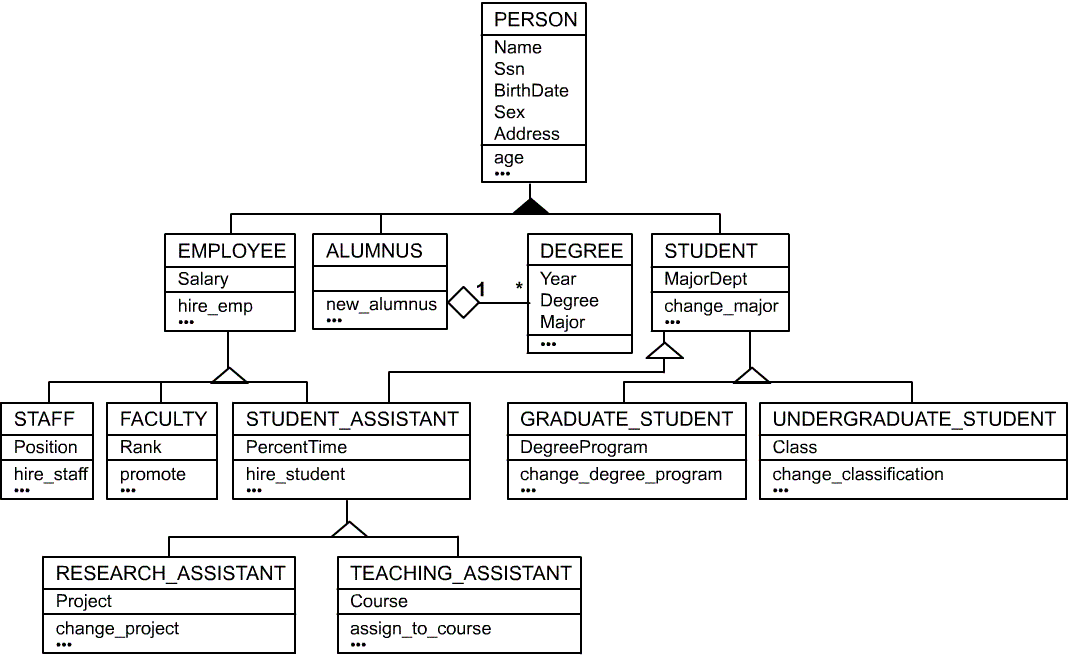 PERSON
Name
Ssn
BirthDate
Sex
Address
age
•••
EMPLOYEE
Salary
hire_emp
•••
ALUMNUS
new_alumnus
•••
1
*
DEGREE
Year
Degree
Major
•••
STUDENT
MajorDept
change_major
•••
STAFF
Position
hire_staff
•••
FACULTY
Rank
promote
•••
STUDENT_ASSISTANT
PercentTime
hire_student
•••
GRADUATE_STUDENT
DegreeProgram
change_degree_program
•••
UNDERGRADUATE_STUDENT
Class
change_classification
•••
RESEARCH_ASSISTANT
Project
change_project
•••
TEACHING_ASSISTANT
Course
assign_to_course
•••